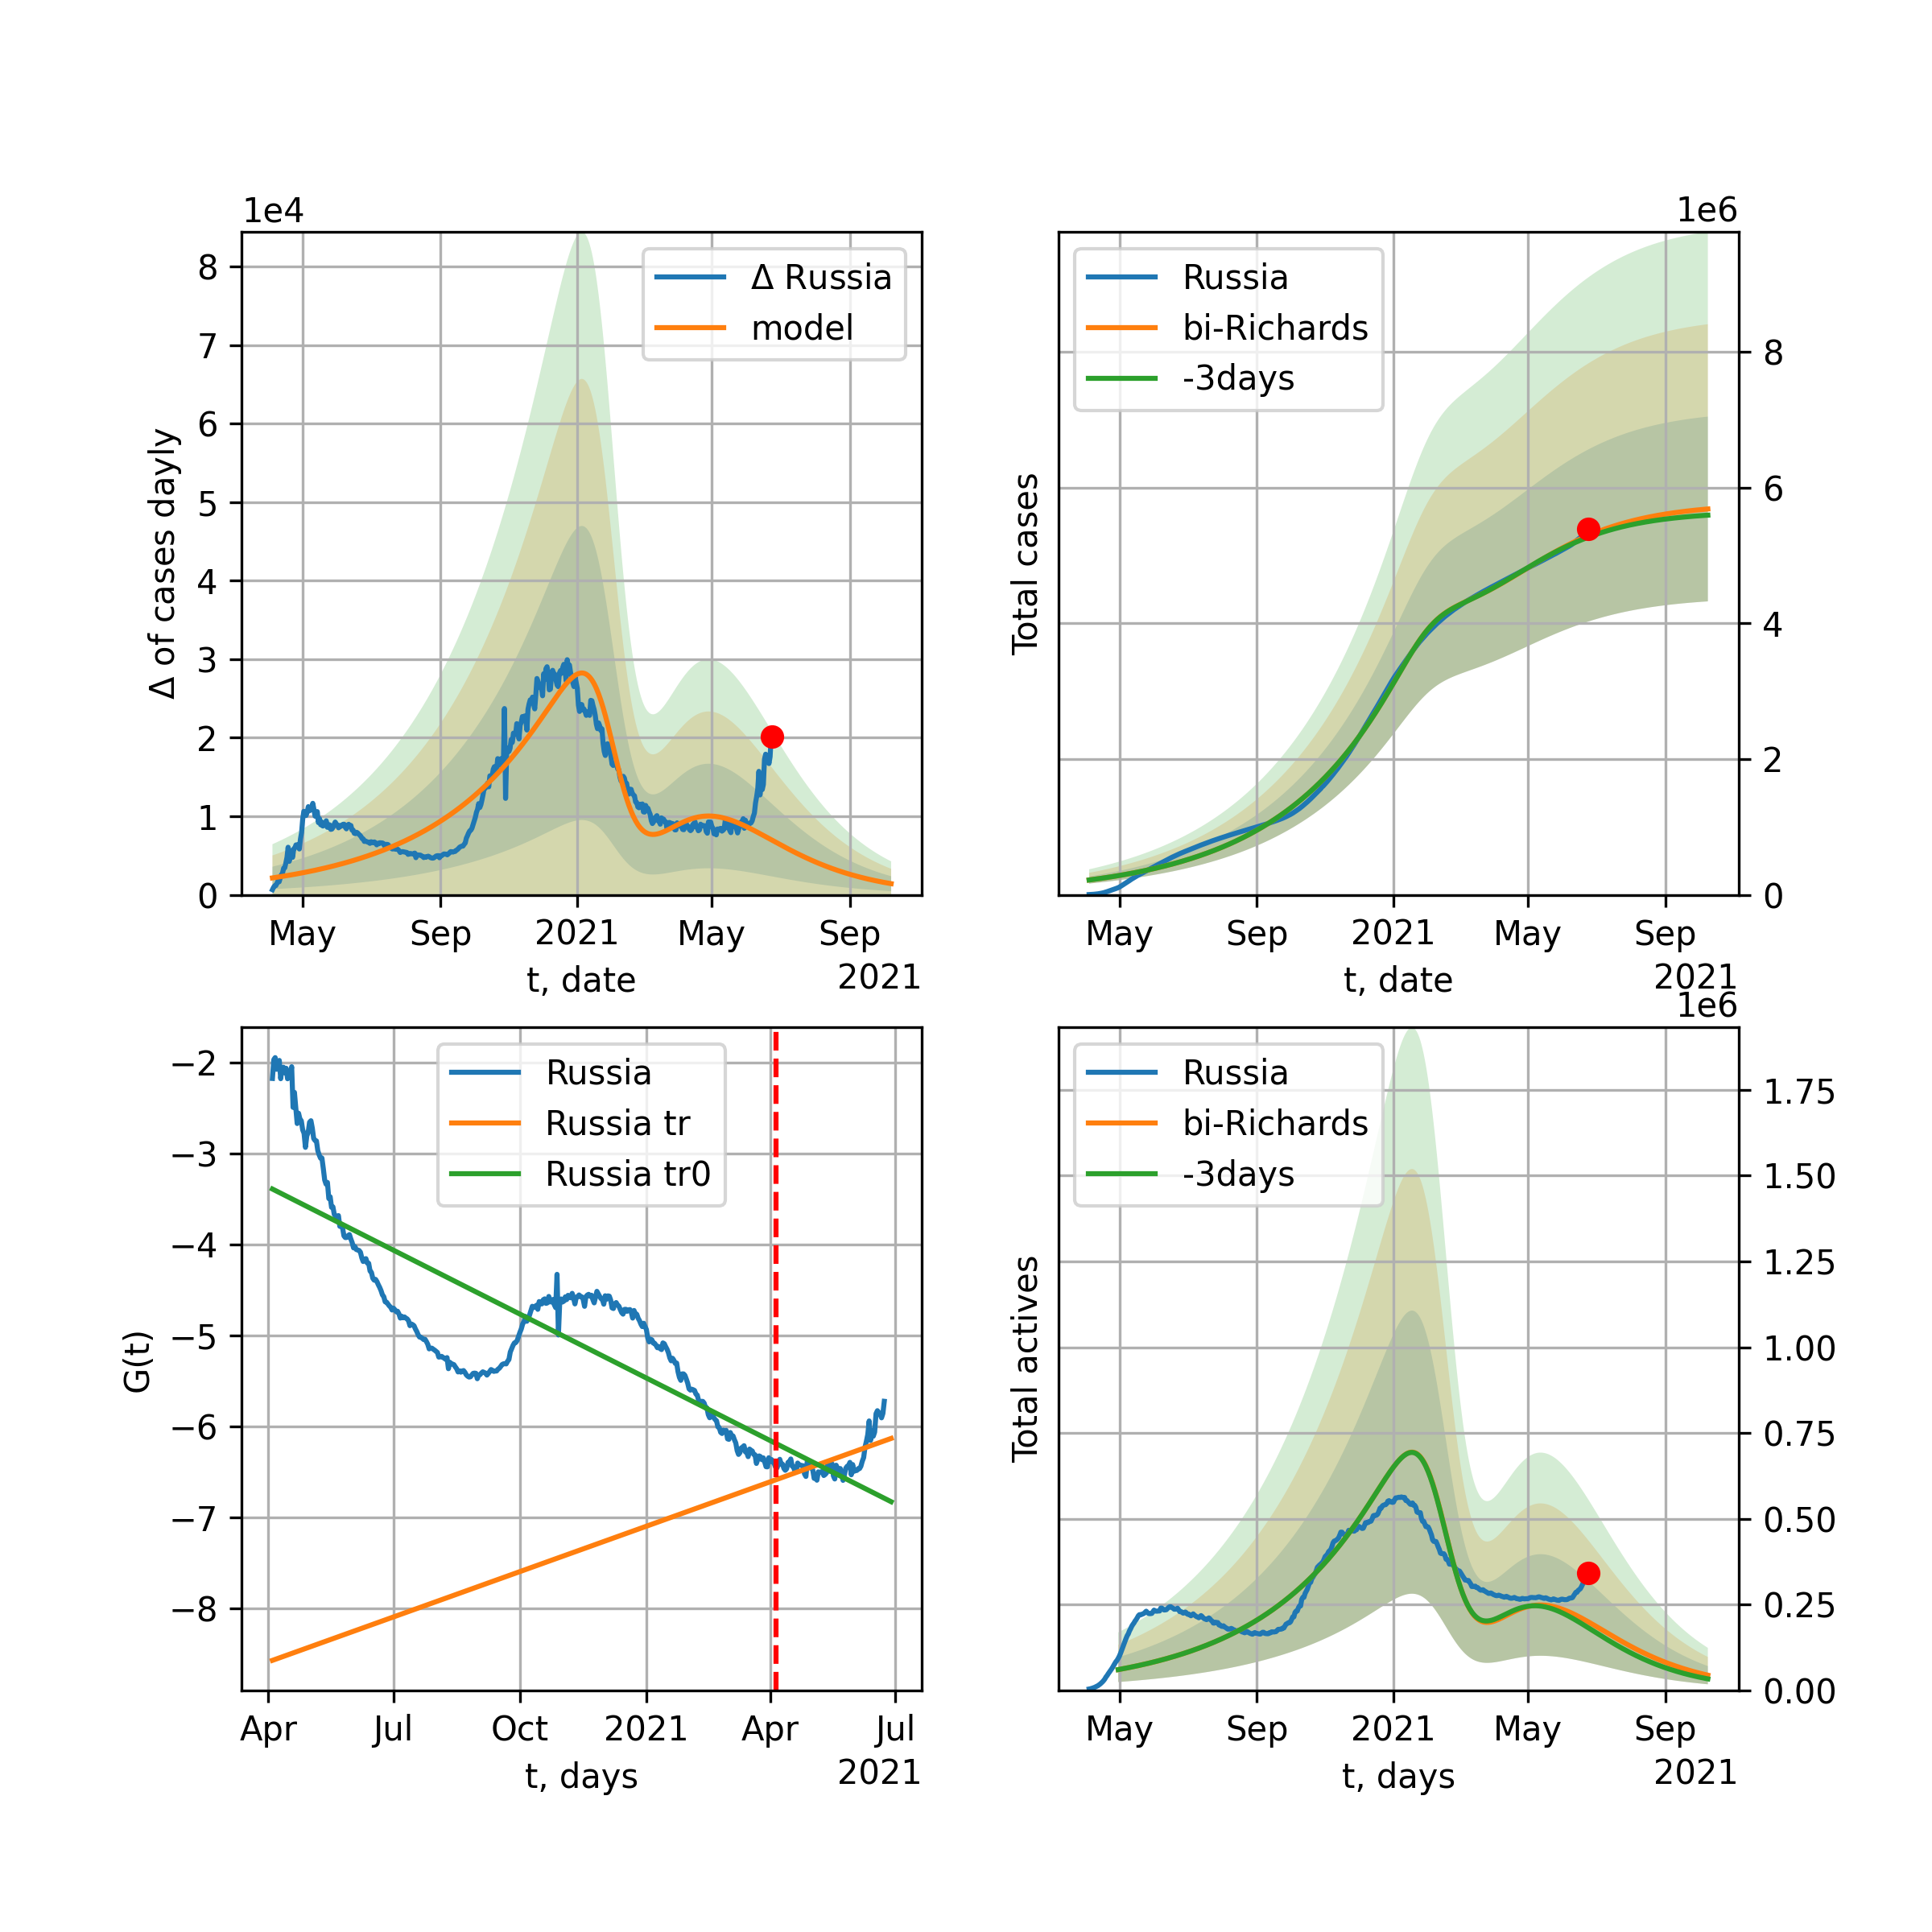 1e4
8
7
6
5
4
3
2
1
0
Δ of cases dayly
Δ Russia
model
May Sep 2021 May Sep
t, date
2021
1e6
Russia
bi-Richards
-3days
Total cases
8
6
4
2
0
May Sep 2021 May Sep
t, date
2021
−2
−3
−4
−5
−6
−7
−8
G(t)
Russia
Russia tr
Russia tr0
Apr Jul Oct 2021 Apr Jul
t, days
2021
1e6
Russia
bi-Richards
-3days
Total actives
1.75
1.50
1.25
1.00
0.75
0.50
0.25
0.00
May Sep 2021 May Sep
t, days
2021